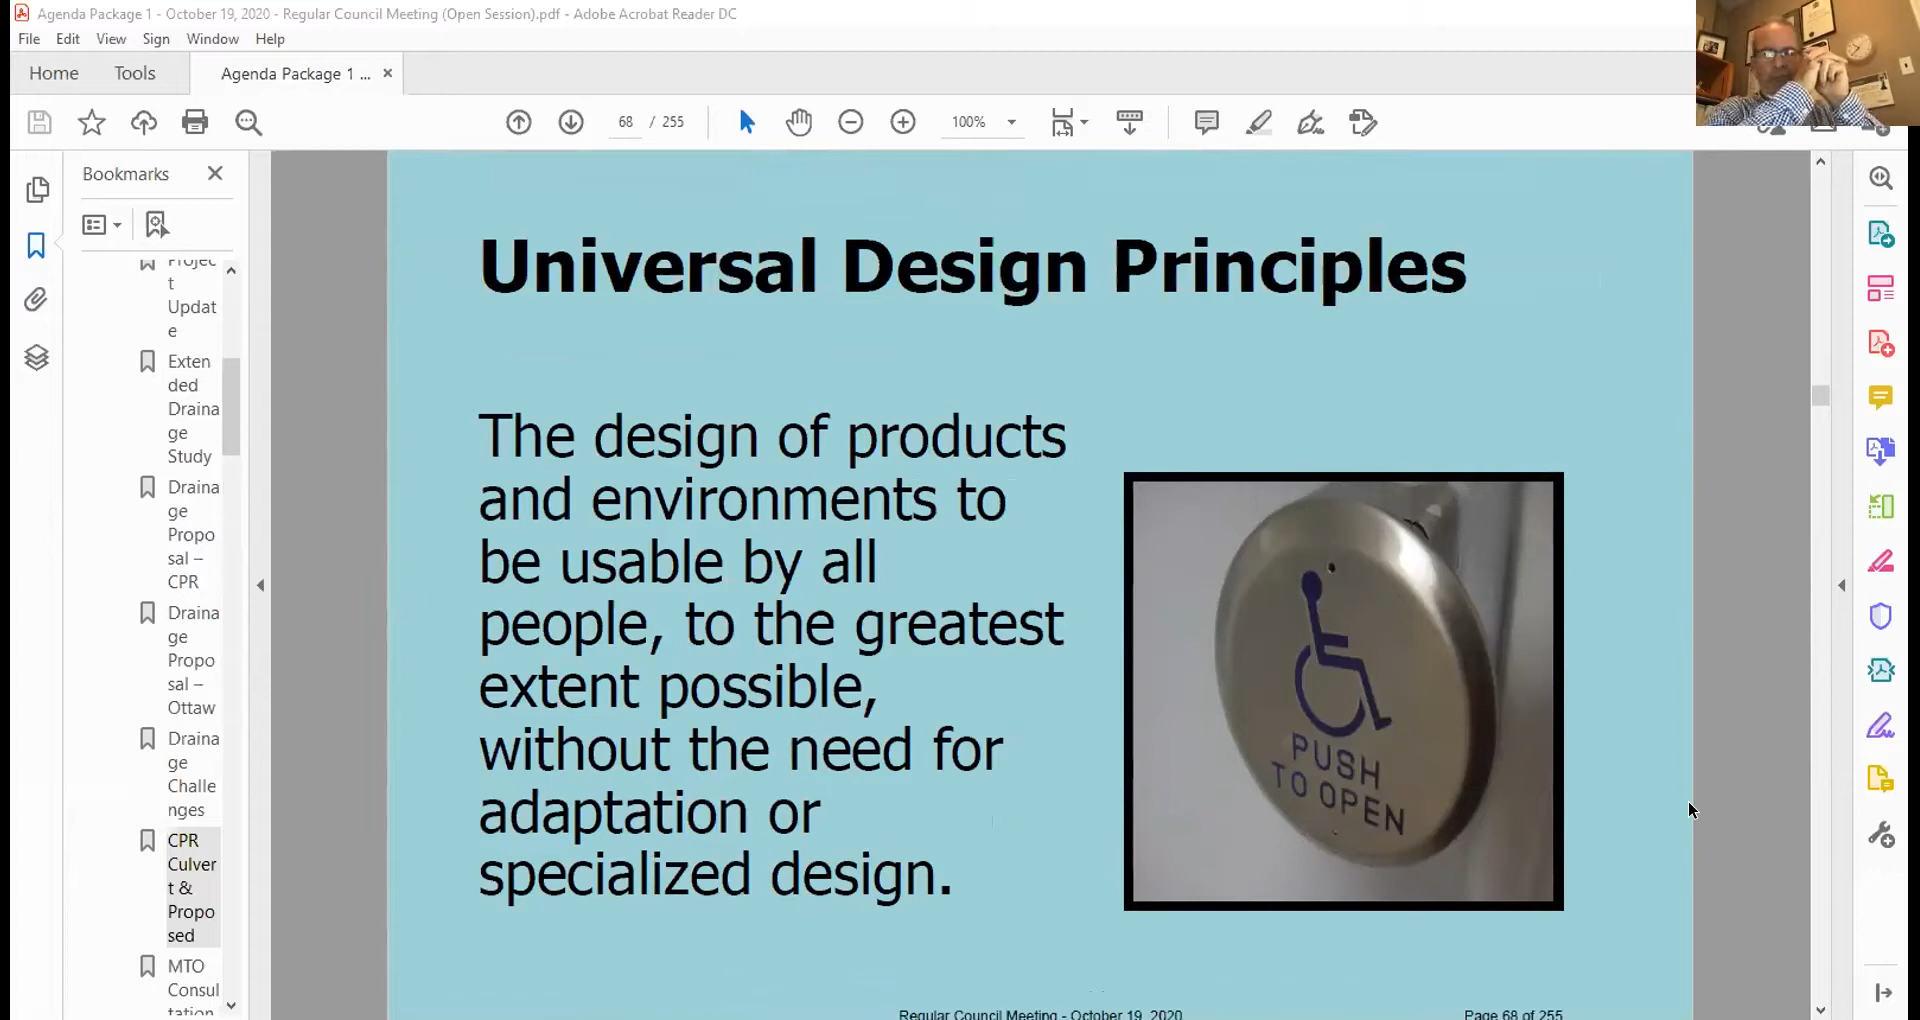 Agenda Package 1 - October 19, 2020 - Regular Council Meeting (Open Session).pdf - Adobe Acrobat Reader DC
File Edit View Sign Window Help
Home Tools Agenda Package 1 ... ×
68 / 255 100%
Bookmarks
Projec
t
Updat
e
Exten
ded
Draina
ge
Study
Draina
ge
Propo
sal –
CPR
Draina
ge
Propo
sal –
Ottaw
Draina
ge
Challe
nges
CPR
Culver
t &
Propo
sed
MTO
Consul
tation
Universal Design Principles
The design of products
and environments to
be usable by all
people, to the greatest
extent possible,
without the need for
adaptation or
specialized design.
PUSH
TO OPEN
Regular Council Meeting - October 19, 2020 Page 68 of 255